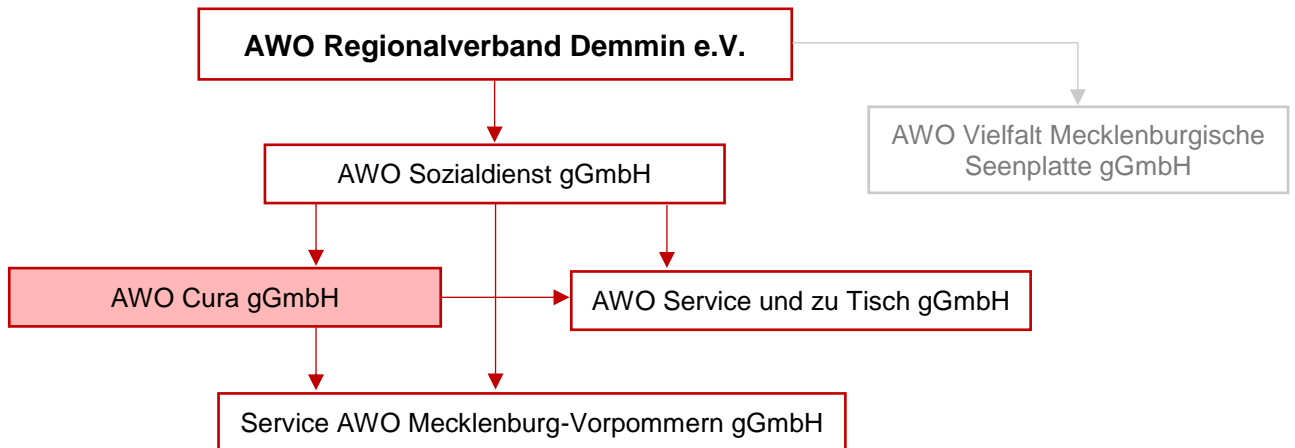 AWO Regionalverband Demmin e.V.
AWO Vielfalt Mecklenburgische
Seenplatte gGmbH
AWO Sozialdienst gGmbH
AWO Cura gGmbH
AWO Service und zu Tisch gGmbH
Service AWO Mecklenburg-Vorpommern gGmbH